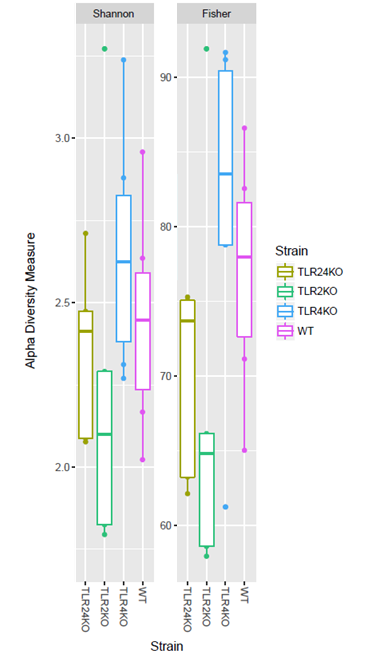 Shannon
Fisher
Alpha Diversity Measure
3.0
2.5
2.0
90
80
70
60
TLR24KO
TLR2KO
TLR4KO
WT
TLR24KO
TLR2KO
TLR4KO
WT
Strain
Strain
TLR24KO
TLR2KO
TLR4KO
WT